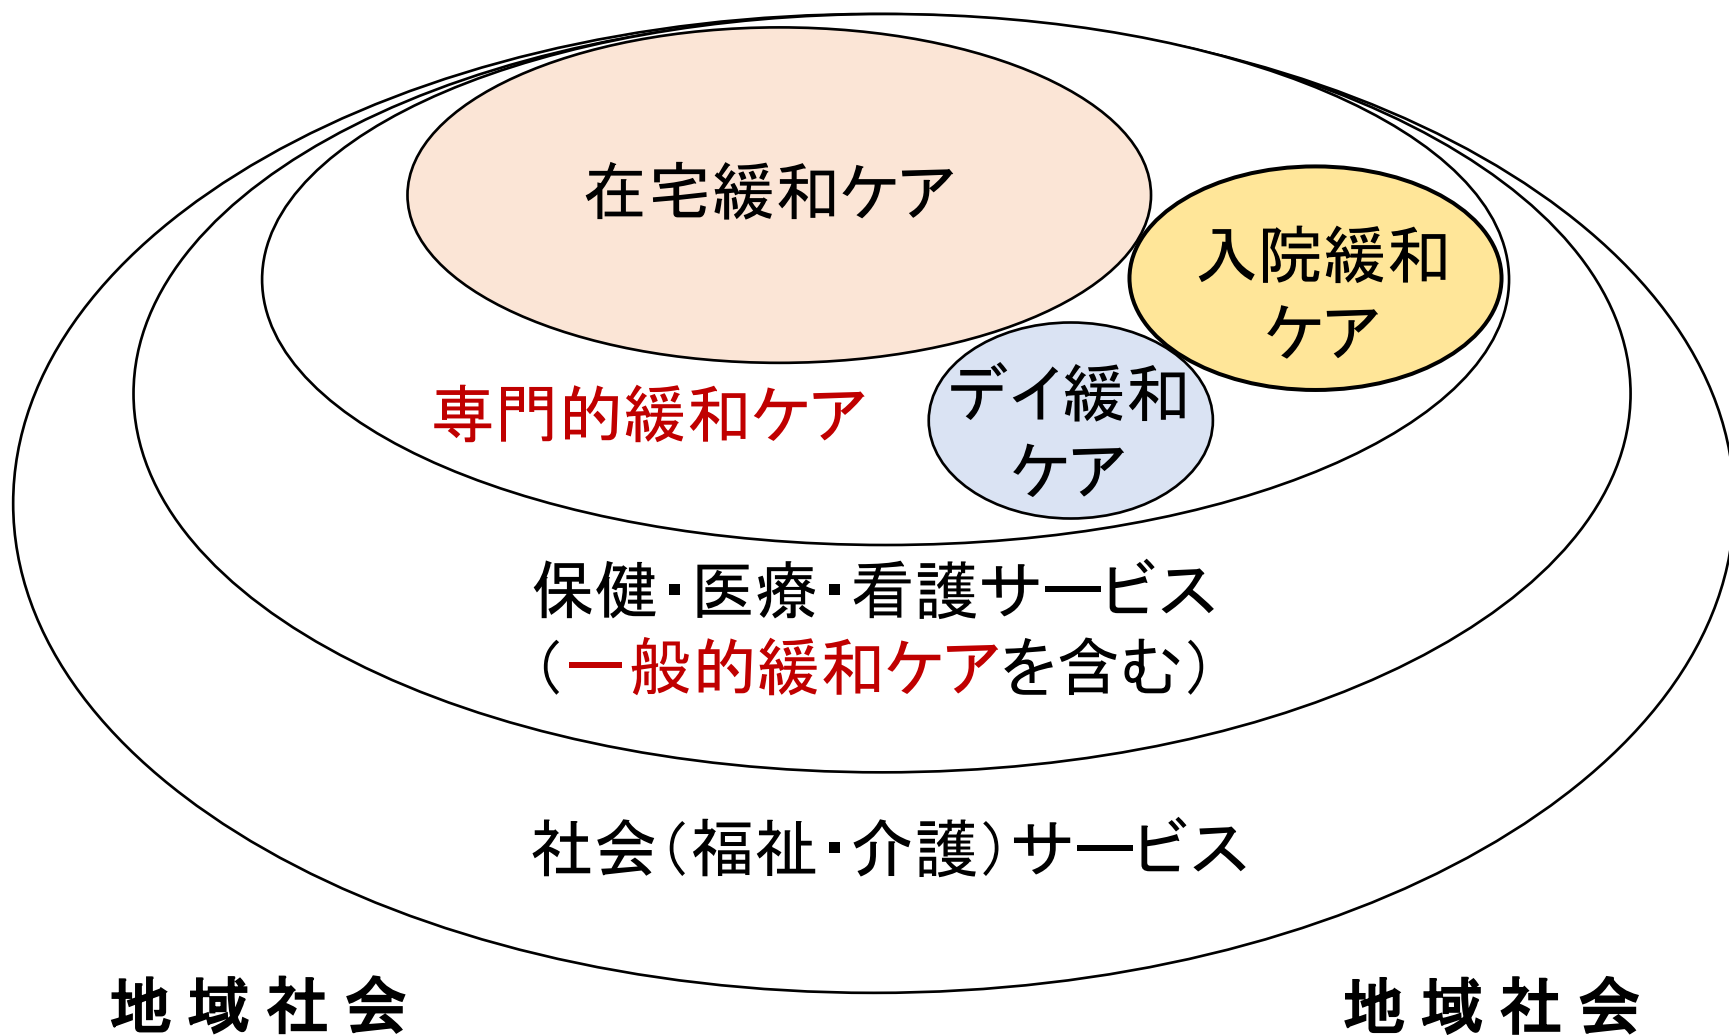 在宅緩和ケア
入院緩和
ケア
デイ緩和
ケア
専門的緩和ケア
保健・医療・看護サービス
（一般的緩和ケアを含む）
社会（福祉・介護）サービス
地域社会
地域社会